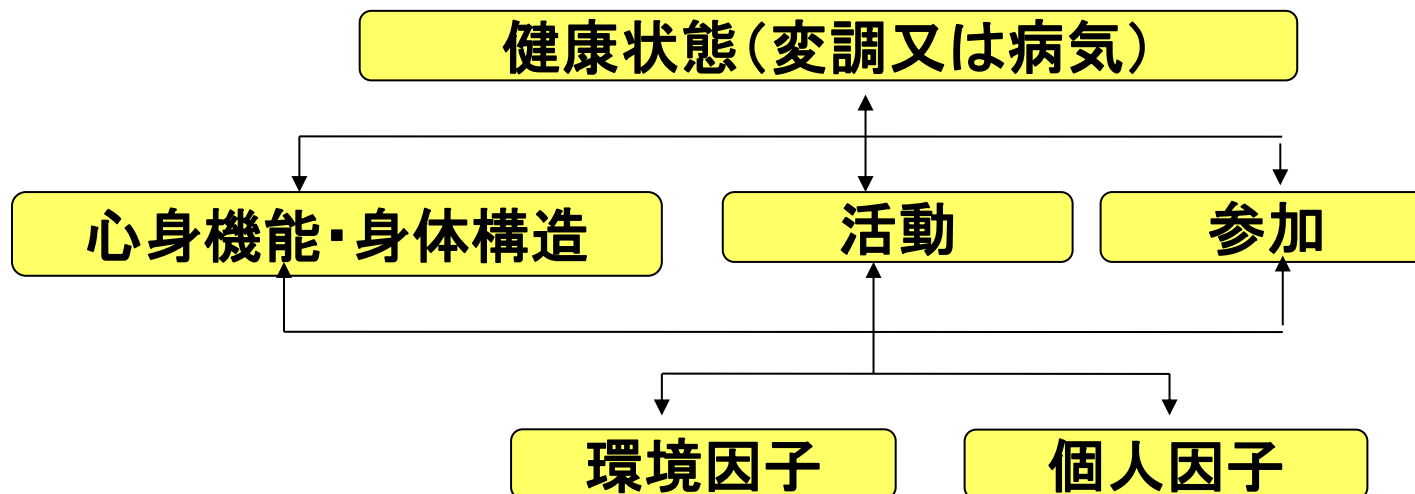 健康状態(変調又は病気)
心身機能・身体構造
活動
参加
環境因子
個人因子